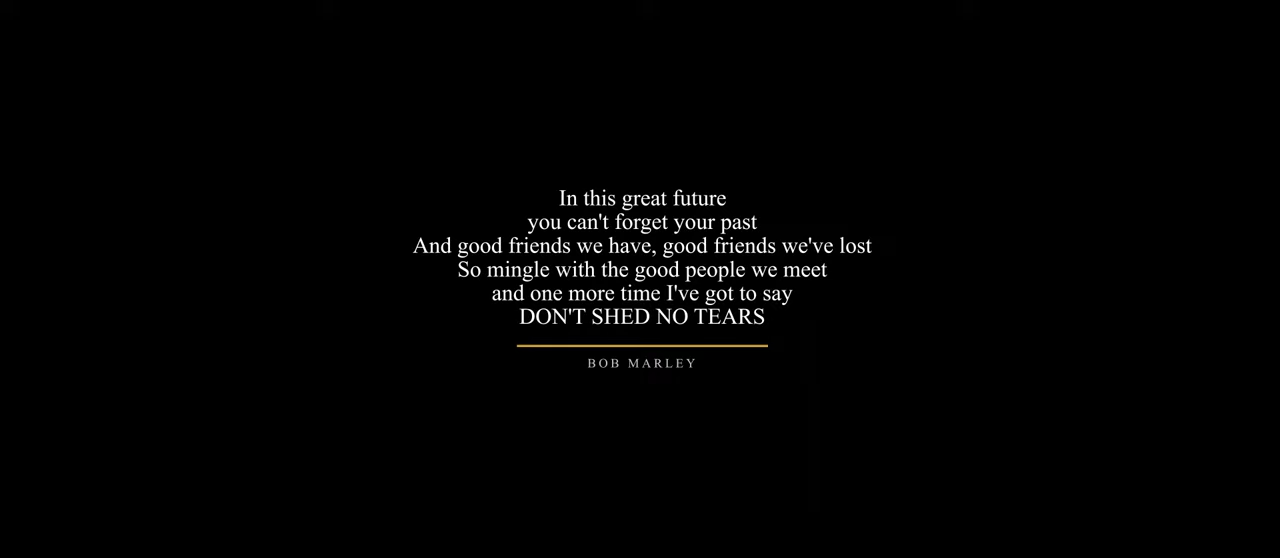 In this great future
you can't forget your past
And good friends we have, good friends we've lost
So mingle with the good people we meet
and one more time I've got to say
DON'T SHED NO TEARS
BOB MARLEY